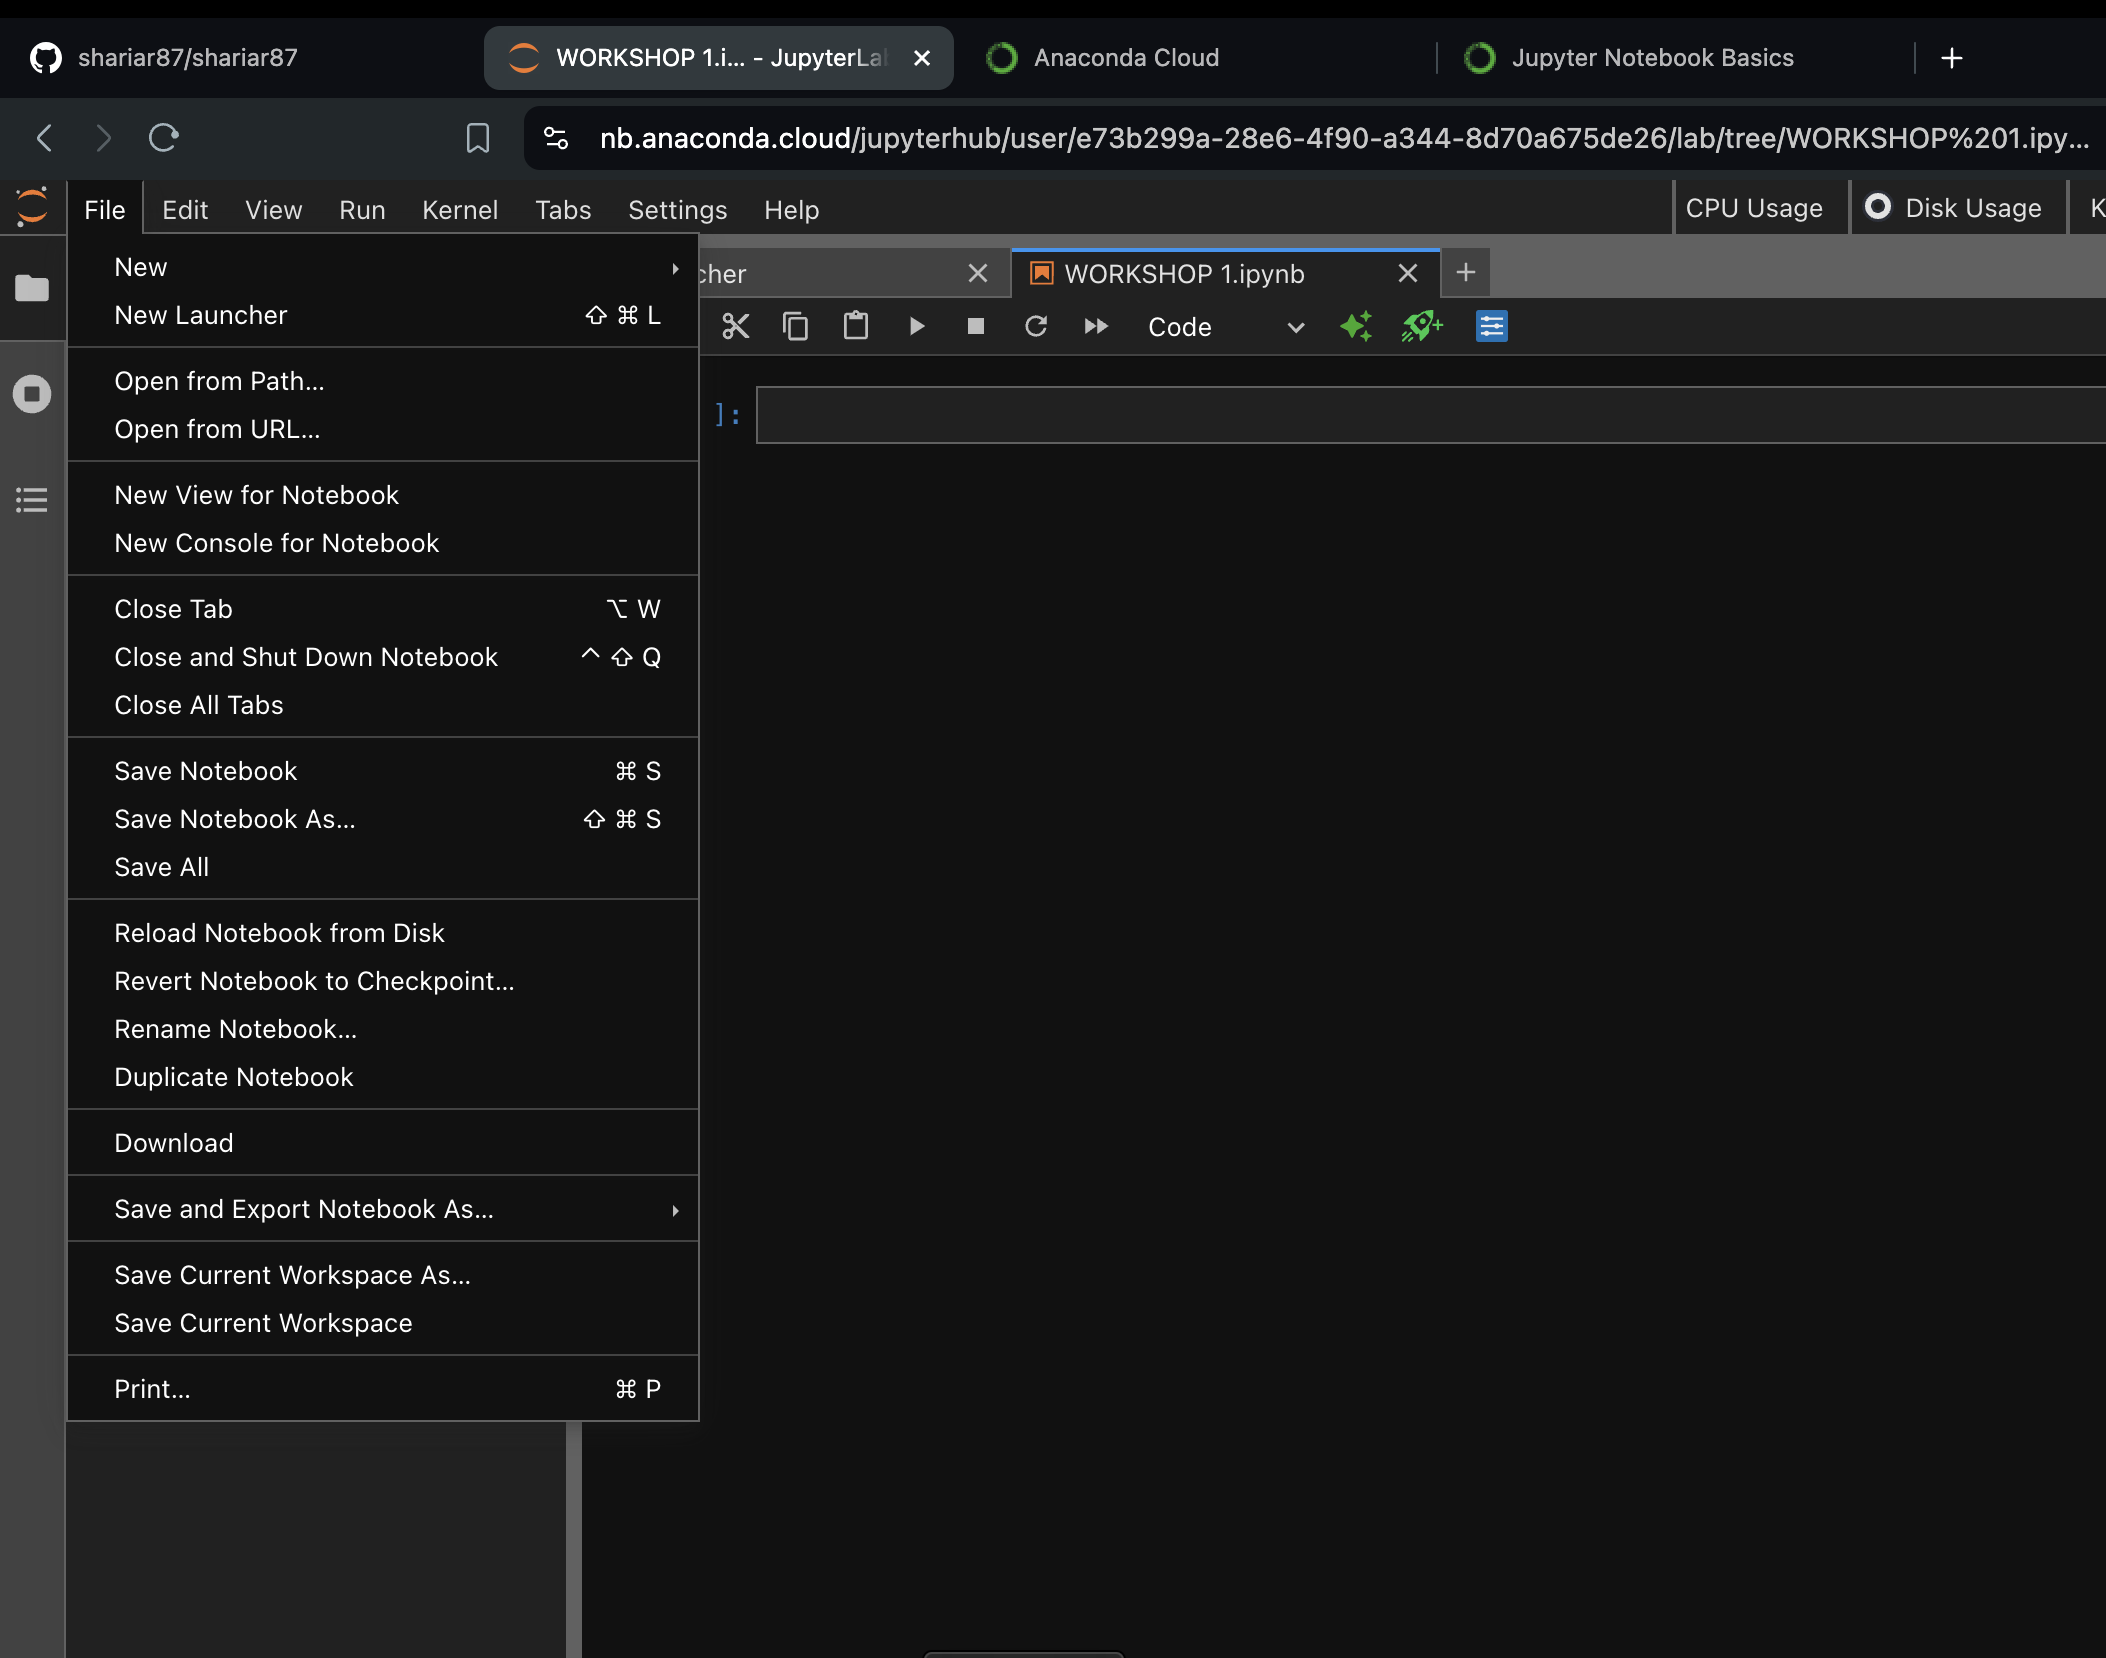 shariar87/shariar87
WORKSHOP 1.i... - JupyterLab
Anaconda Cloud
Jupyter Notebook Basics
nb.anaconda.cloud/jupyterhub/user/e73b299a-28e6-4f90-a344-8d70a675de26/lab/tree/WORKSHOP%201.ipy...
File Edit View Run Kernel Tabs Settings Help
CPU Usage
Disk Usage
K
cher
WORKSHOP 1.ipynb
Code
]:
New
New Launcher ⇧ ⌘ L
Open from Path...
Open from URL...
New View for Notebook
New Console for Notebook
Close Tab ⌥ W
Close and Shut Down Notebook ^ ⇧ Q
Close All Tabs
Save Notebook ⌘ S
Save Notebook As... ⇧ ⌘ S
Save All
Reload Notebook from Disk
Revert Notebook to Checkpoint...
Rename Notebook...
Duplicate Notebook
Download
Save and Export Notebook As...
Save Current Workspace As...
Save Current Workspace
Print... ⌘ P